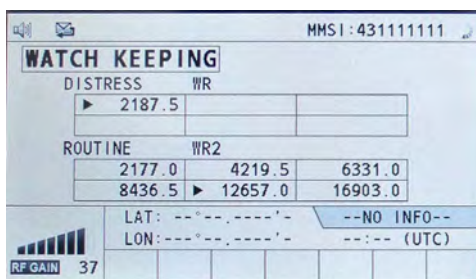 MMSI:431111111
WATCH KEEPING
DISTRESS WR
▶ 2187.5
ROUTINE WR2
2177.0 4219.5 6331.0
8436.5 ▶ 12657.0 16903.0
LAT: --°--.----'- --NO INFO--
LON:---°--.----'- --:-- (UTC)
RF GAIN 37